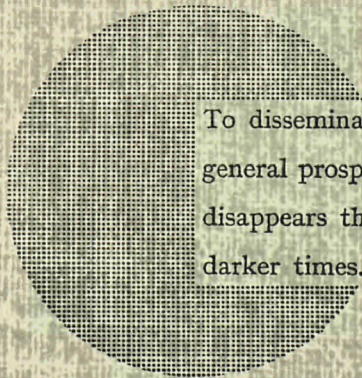 To dissemina
general prosp
disappears th
darker times.